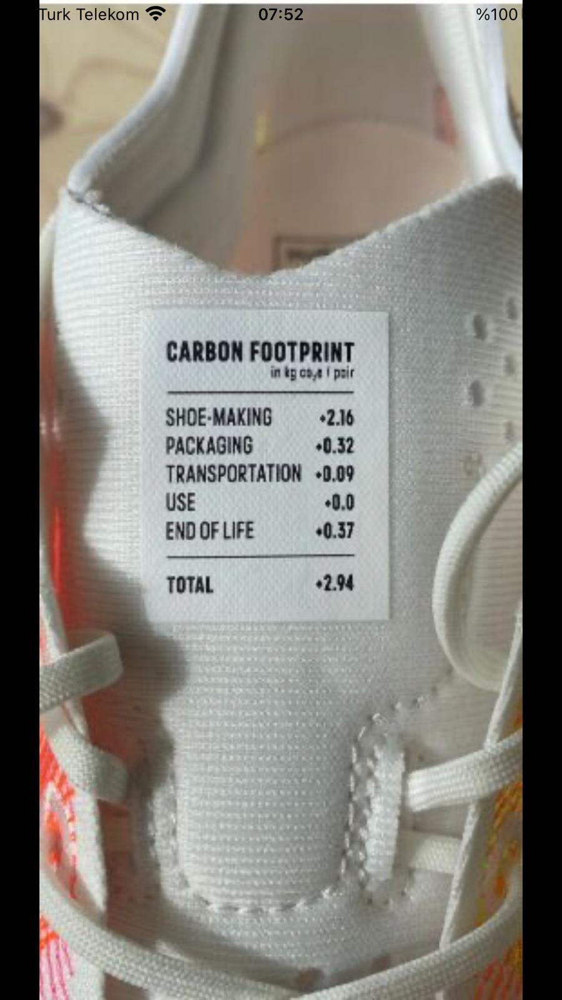 Turk Telekom 07:52 %100
CARBON FOOTPRINT
in kg co₂e / pair
SHOE-MAKING +2.16
PACKAGING +0.32
TRANSPORTATION +0.09
USE +0.0
END OF LIFE +0.37
TOTAL +2.94